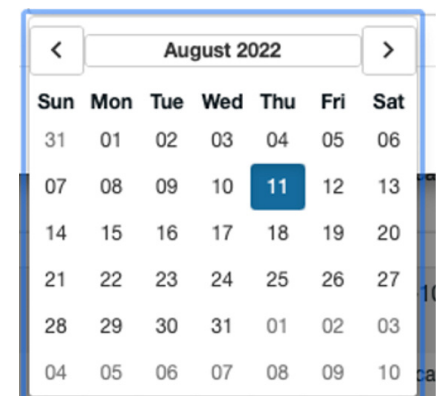 August 2022
Sun Mon Tue Wed Thu Fri Sat
31 01 02 03 04 05 06
07 08 09 10 11 12 13
14 15 16 17 18 19 20
21 22 23 24 25 26 27
28 29 30 31 01 02 03
04 05 06 07 08 09 10